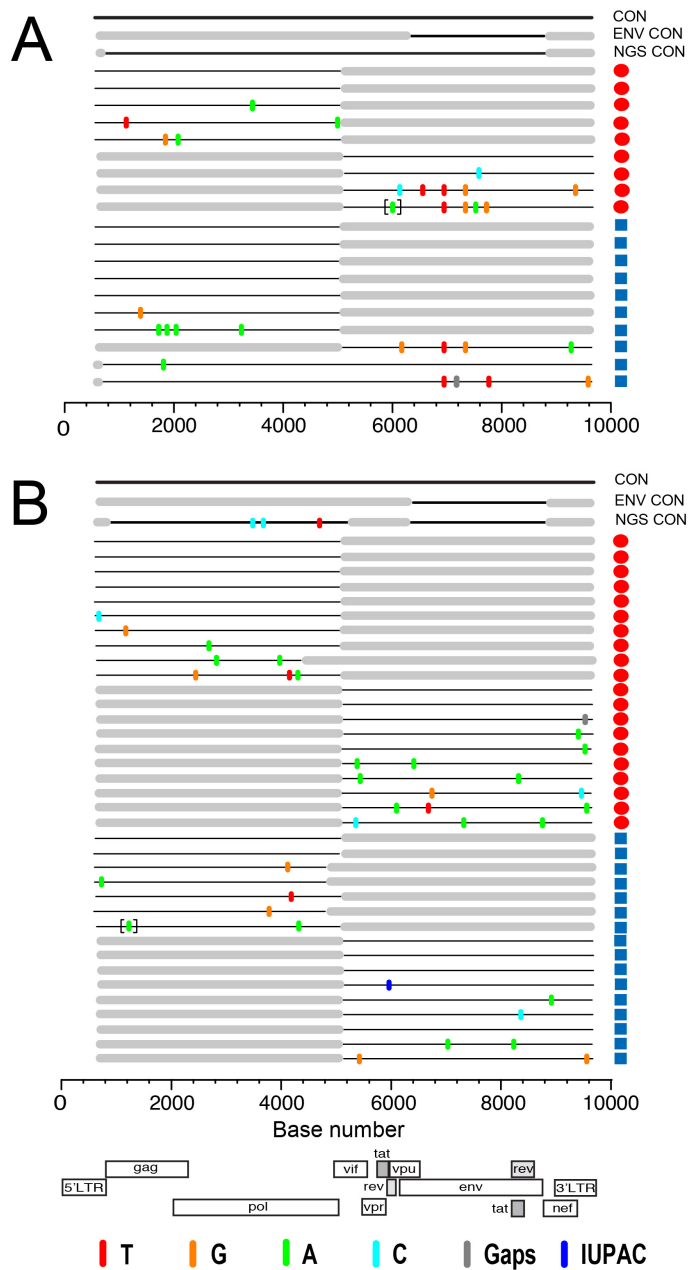 A
CON
ENV CON
NGS CON
[ ]
0 2000 4000 6000 8000 10000
B
CON
ENV CON
NGS CON
[ ]
0 2000 4000 6000 8000 10000
Base number
tat
gag vif vpu rev
5'LTR rev env 3'LTR
pol vpr tat nef
T G A C Gaps IUPAC